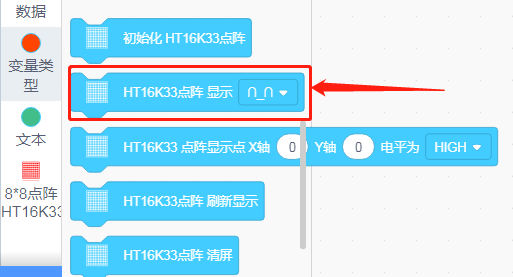 数据
变量类型
文本
8*8点阵
HT16K33
初始化 HT16K33点阵
HT16K33点阵 显示 ∩_∩
HT16K33 点阵显示点 X轴 0 Y轴 0 电平为 HIGH
HT16K33点阵 刷新显示
HT16K33点阵 清屏